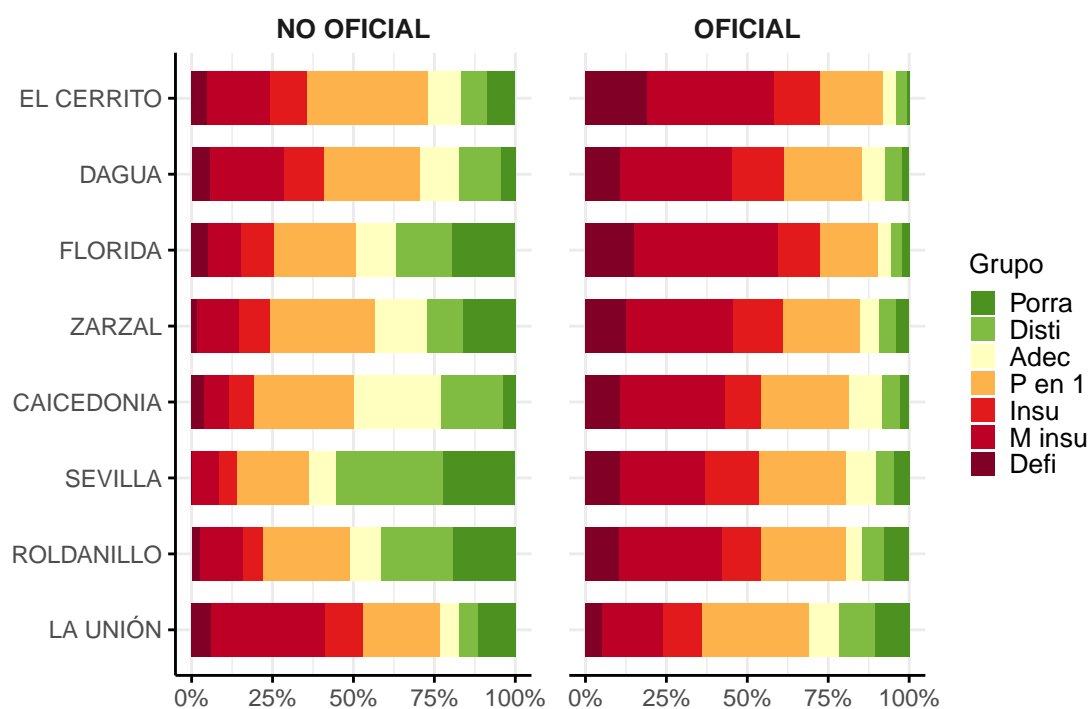 NO OFICIAL
OFICIAL
EL CERRITO
DAGUA
FLORIDA
ZARZAL
CAICEDONIA
SEVILLA
ROLDANILLO
LA UNIÓN
0% 25% 50% 75% 100%
0% 25% 50% 75% 100%
Grupo
Porra
Disti
Adec
P en 1
Insu
M insu
Defi